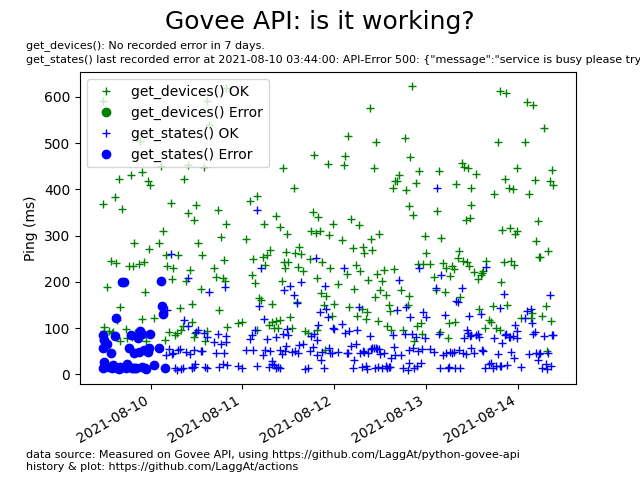 Govee API: is it working?
get_devices(): No recorded error in 7 days.
get_states() last recorded error at 2021-08-10 03:44:00: API-Error 500: {"message":"service is busy please try
get_devices() OK
get_devices() Error
get_states() OK
get_states() Error
Ping (ms)
600
500
400
300
200
100
0
2021-08-10
2021-08-11
2021-08-12
2021-08-13
2021-08-14
data source: Measured on Govee API, using https://github.com/LaggAt/python-govee-api
history & plot: https://github.com/LaggAt/actions